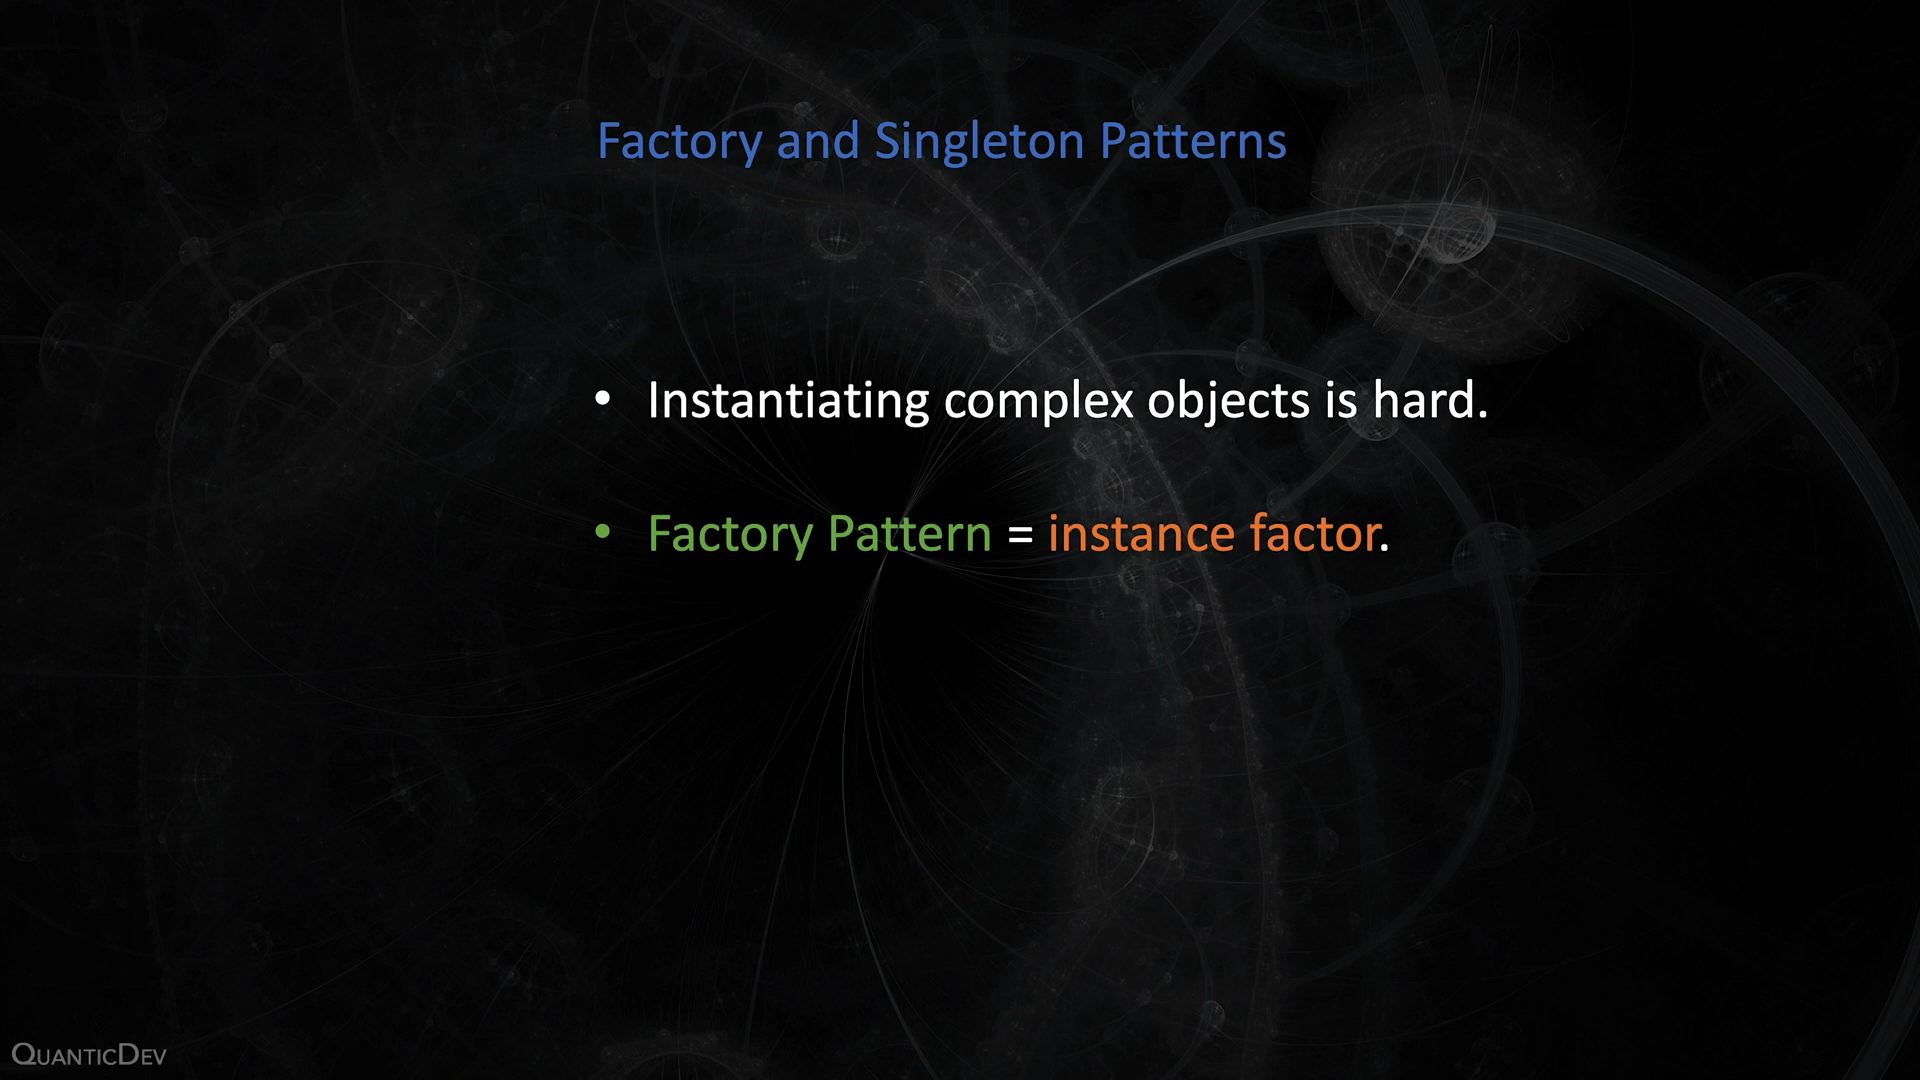 Factory and Singleton Patterns
• Instantiating complex objects is hard.
• Factory Pattern = instance factor.
QUANTICDEV